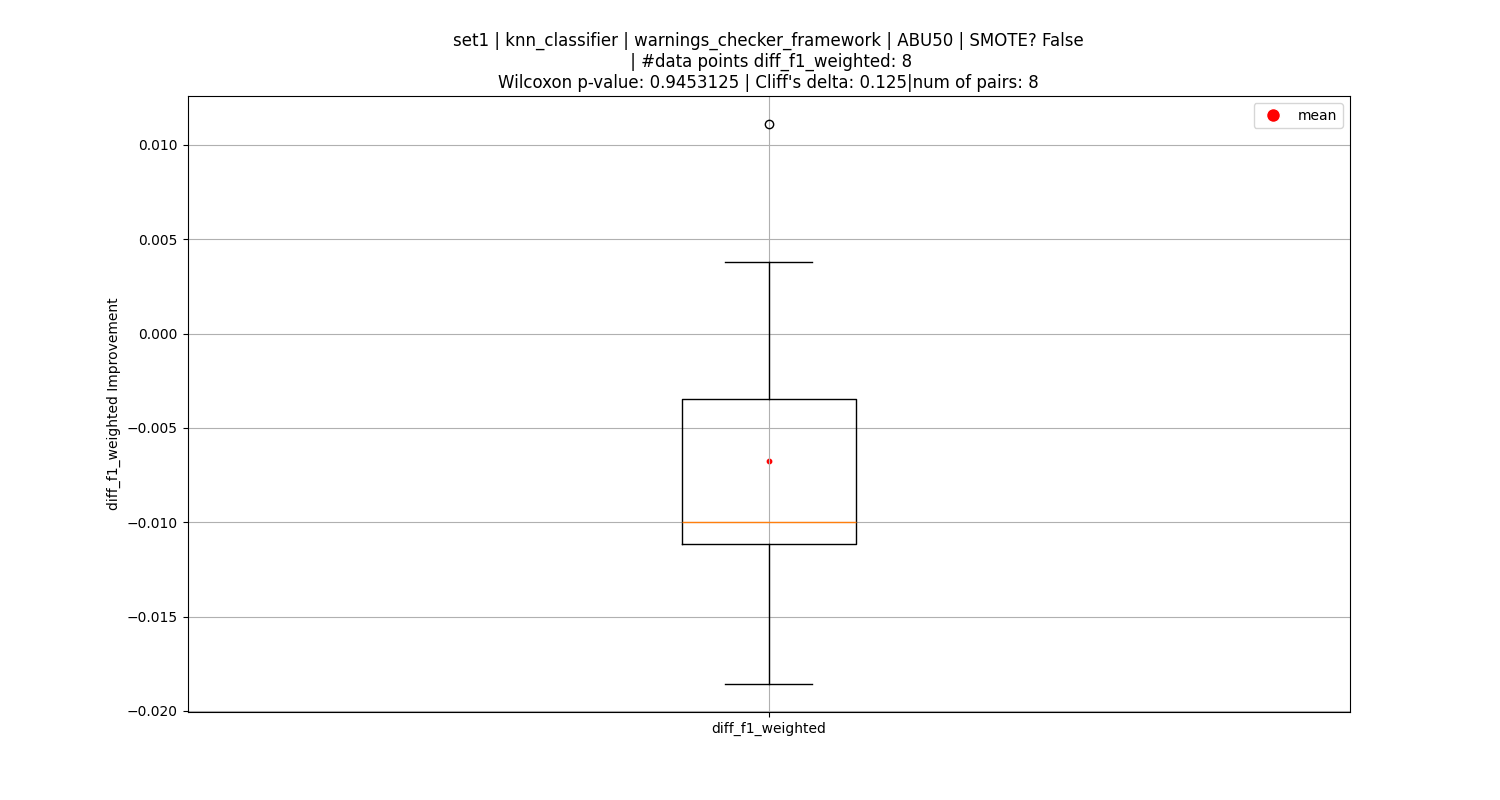 set1 | knn_classifier | warnings_checker_framework | ABU50 | SMOTE? False
| #data points diff_f1_weighted: 8
Wilcoxon p-value: 0.9453125 | Cliff's delta: 0.125|num of pairs: 8
mean
0.010
0.005
0.000
−0.005
−0.010
−0.015
−0.020
diff_f1_weighted Improvement
diff_f1_weighted